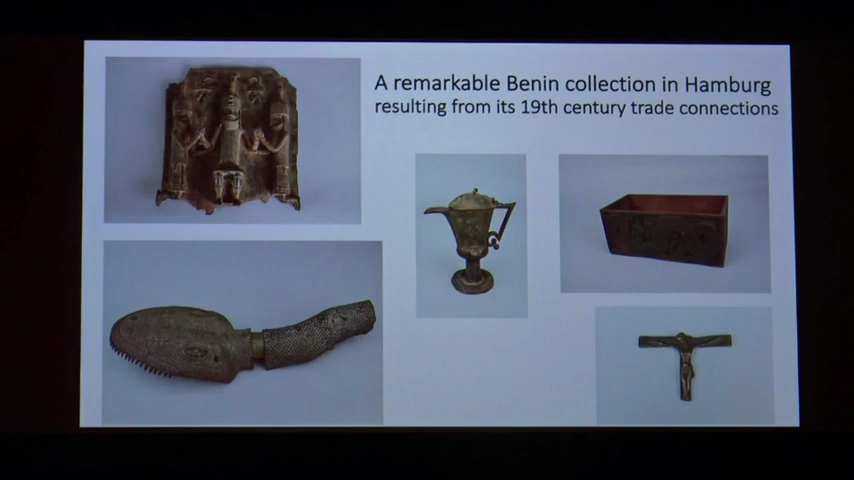 A remarkable Benin collection in Hamburg
resulting from its 19th century trade connections